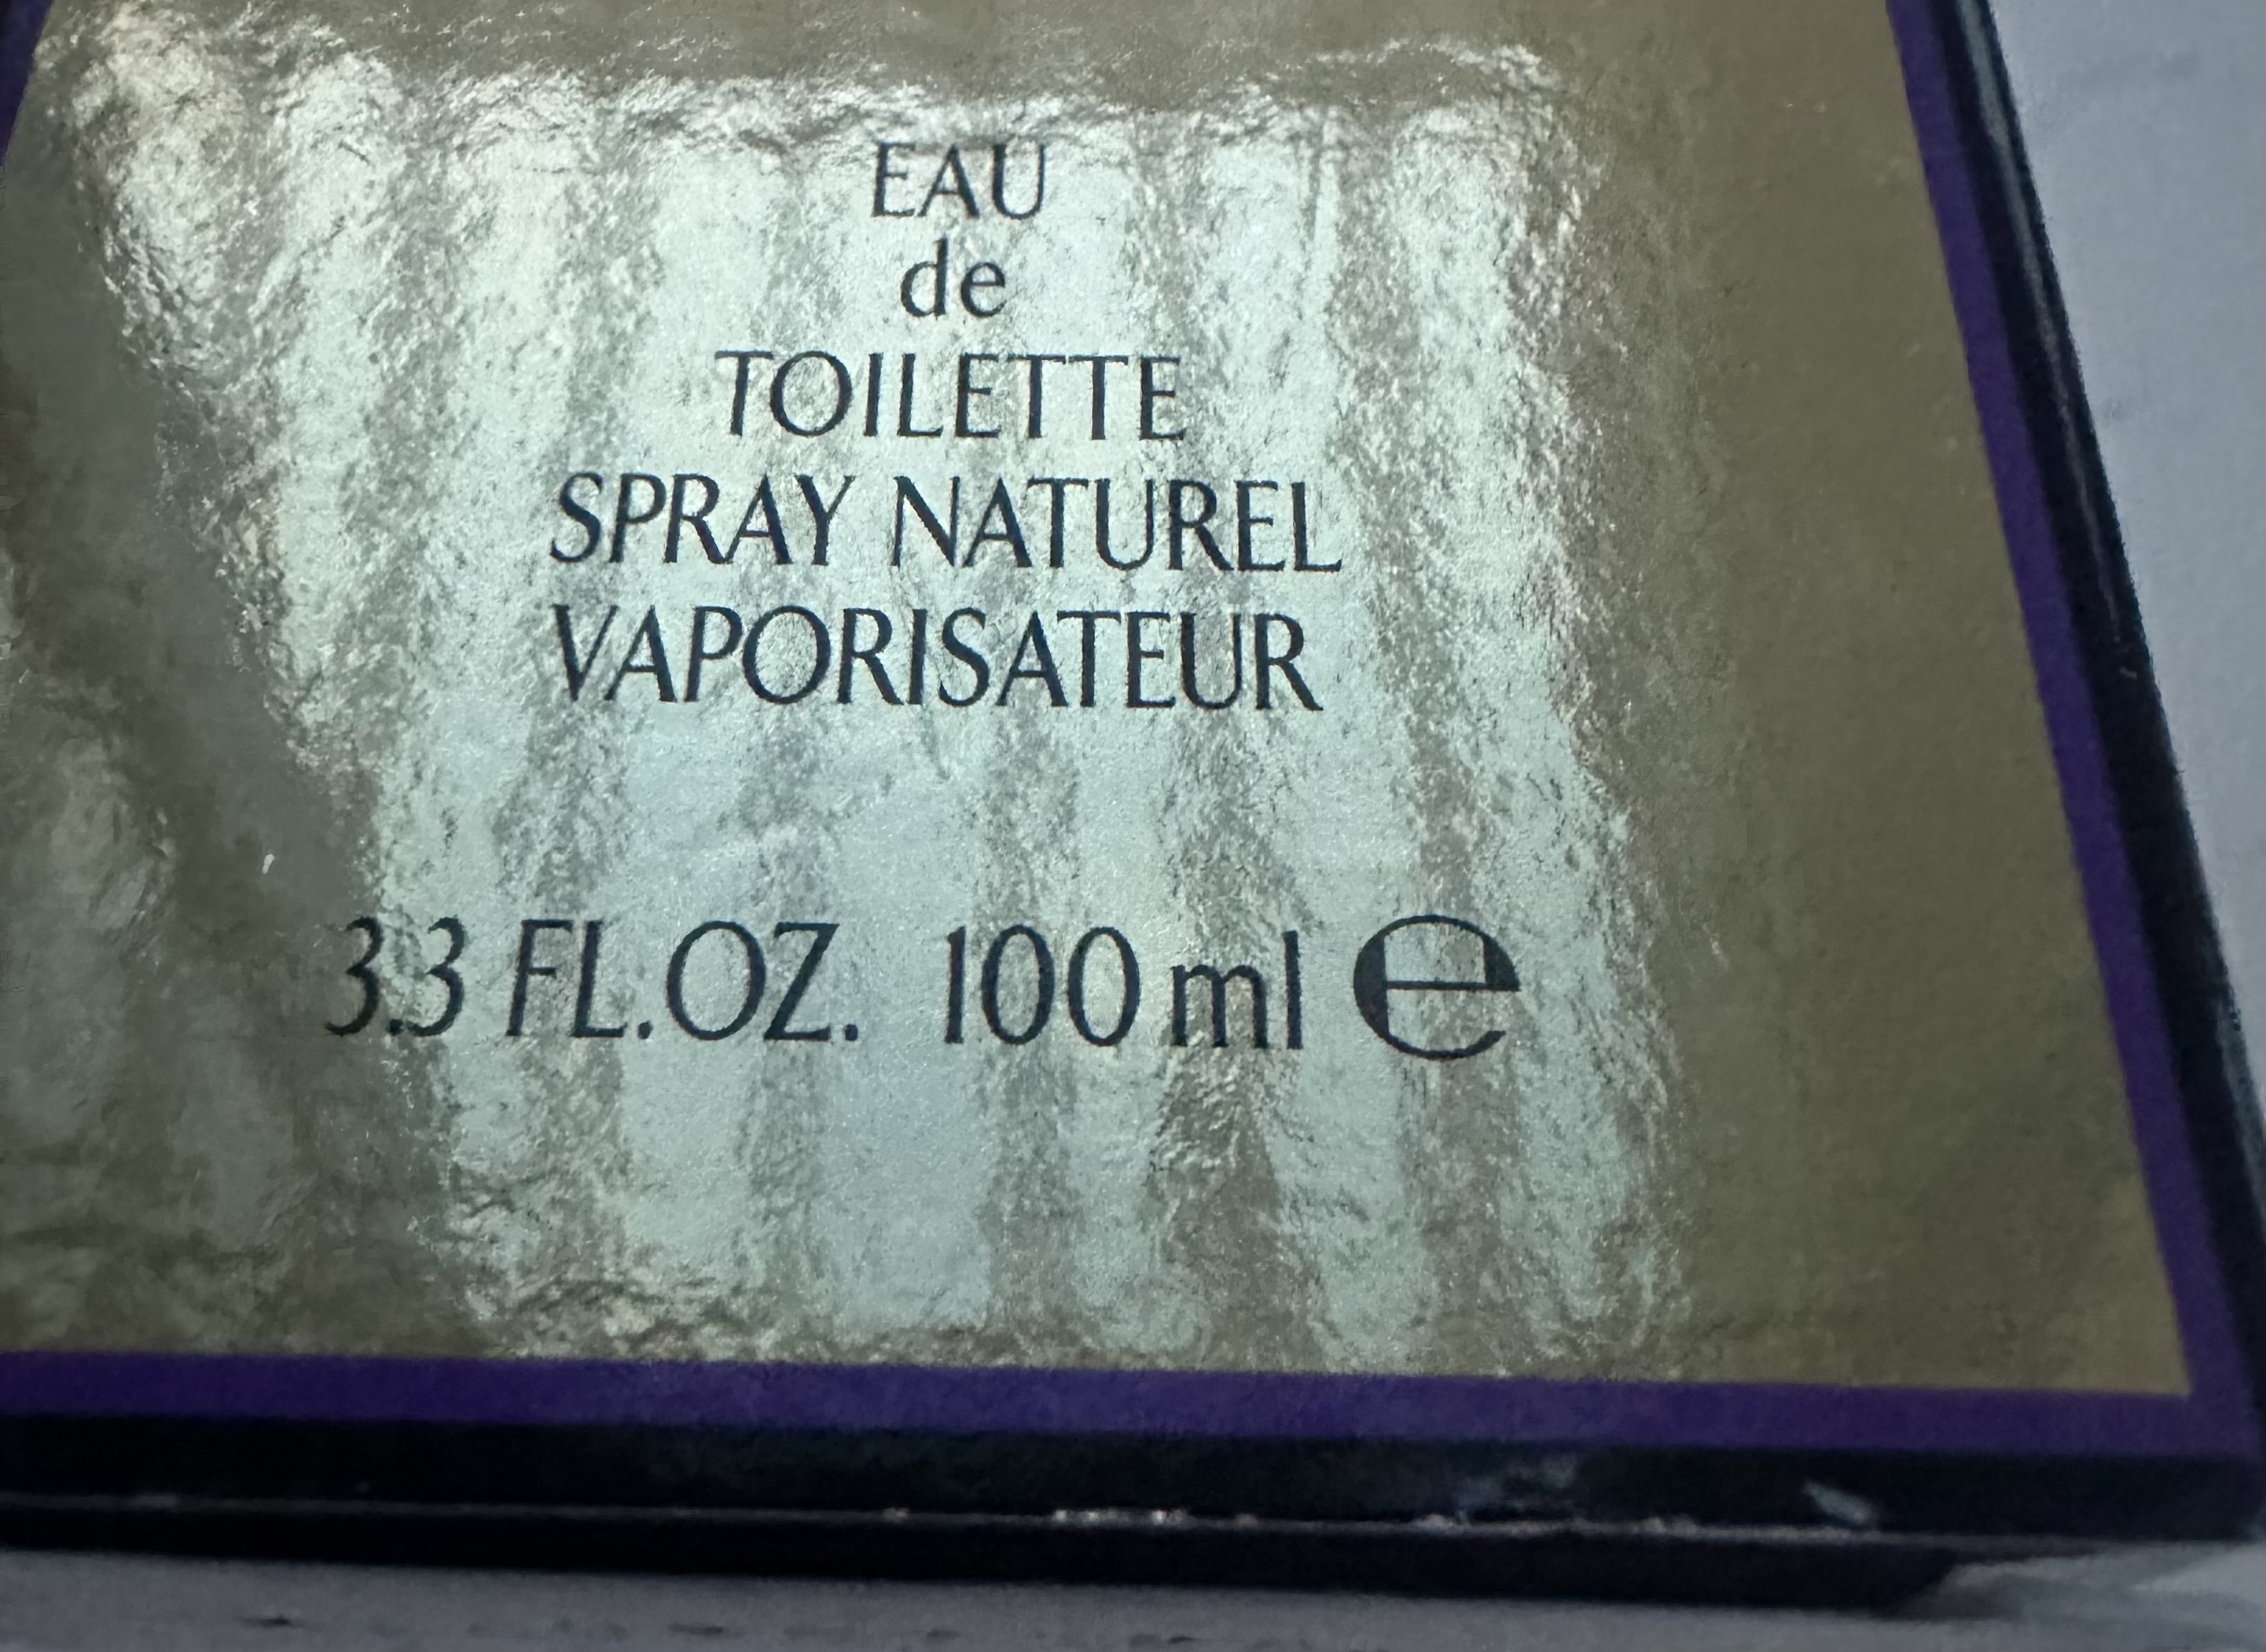 EAU
de
TOILETTE
SPRAY NATUREL
VAPORISATEUR
3.3 FL.OZ. 100 ml ℮